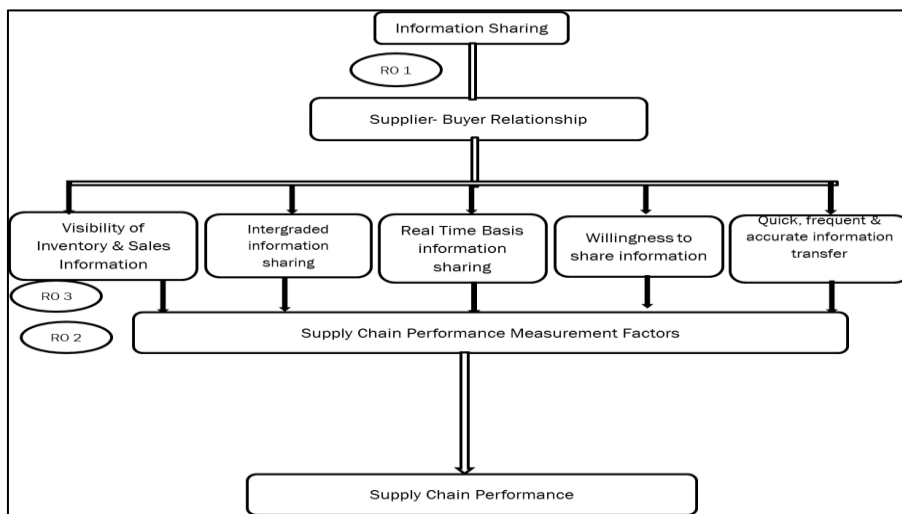 Information Sharing
RO 1
Supplier- Buyer Relationship
Visibility of
Inventory & Sales
Information
Intergraded
information
sharing
Real Time Basis
information
sharing
Willingness to
share information
Quick, frequent &
accurate information
transfer
RO 3
RO 2
Supply Chain Performance Measurement Factors
Supply Chain Performance